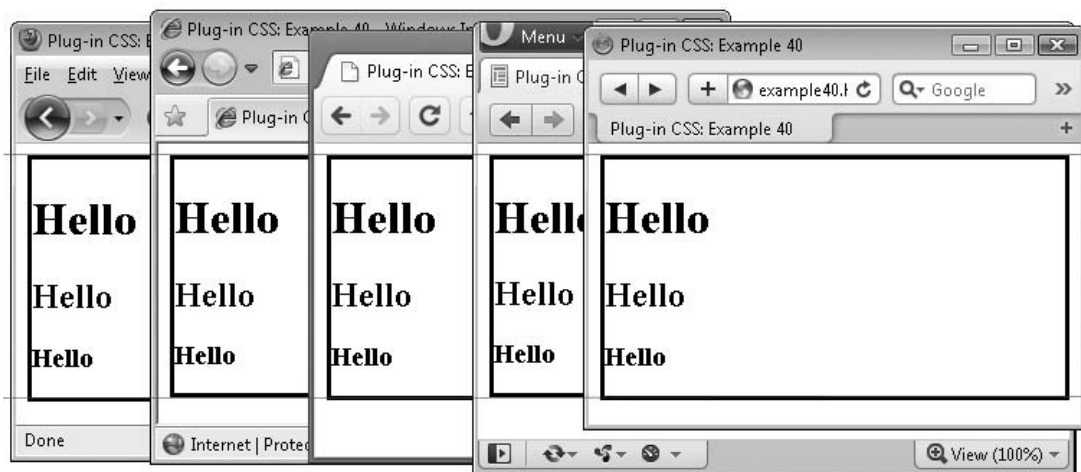 Plug-in CSS: E
File Edit View
Hello
Hello
Hello
Done
Plug-in CSS: Example 40 - Windows In
Plug-in C
Hello
Hello
Hello
Internet | Protec
Plug-in CSS: E
Hello
Hello
Hello
Menu
Plug-in C
Hello
Hello
Hello
View (100%)
Plug-in CSS: Example 40
example40.h
Google
Plug-in CSS: Example 40
Hello
Hello
Hello